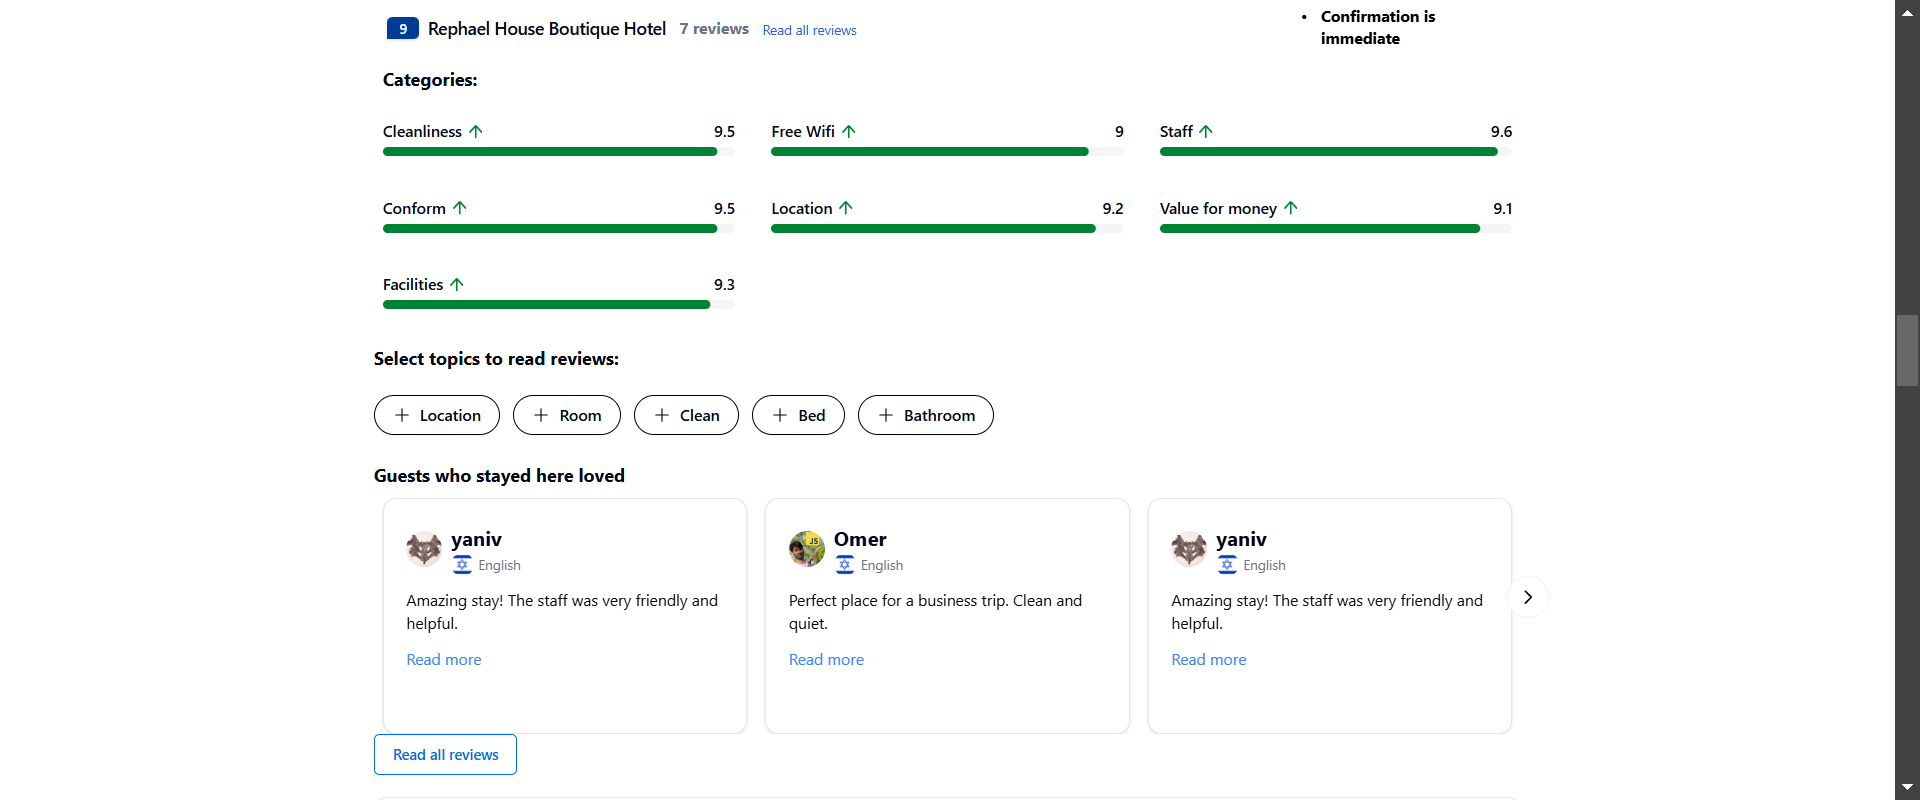 9 Rephael House Boutique Hotel 7 reviews Read all reviews
• Confirmation is
immediate
Categories:
Cleanliness 9.5
Free Wifi 9
Staff 9.6
Conform 9.5
Location 9.2
Value for money 9.1
Facilities 9.3
Select topics to read reviews:
Location
Room
Clean
Bed
Bathroom
Guests who stayed here loved
yaniv
English
Amazing stay! The staff was very friendly and
helpful.
Read more
JS
Omer
English
Perfect place for a business trip. Clean and
quiet.
Read more
yaniv
English
Amazing stay! The staff was very friendly and
helpful.
Read more
Read all reviews